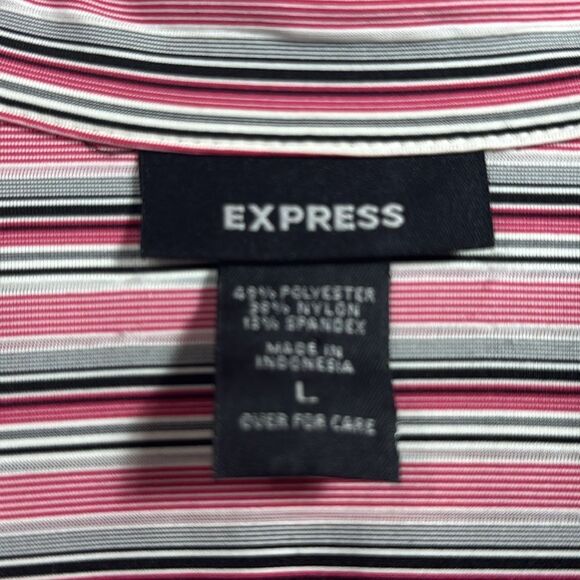 EXPRESS
% POLYESTER
% NYLON
% SPANDEX
MADE IN
INDONESIA
L
OVER FOR CARE